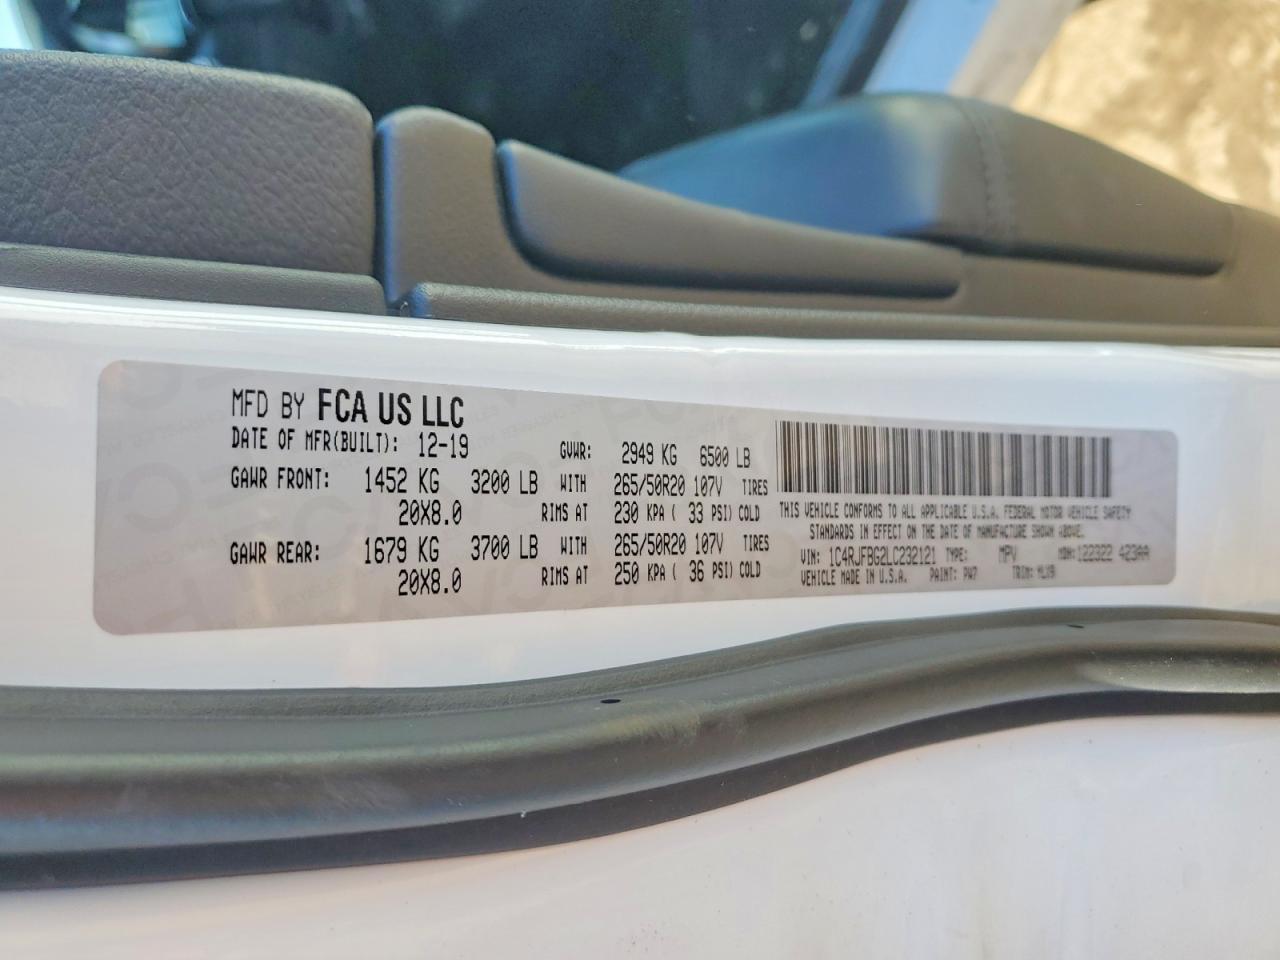 MFD BY FCA US LLC
DATE OF MFR(BUILT): 12-19 GVWR: 2949 KG 6500 LB
GAWR FRONT: 1452 KG 3200 LB WITH 265/50R20 107V TIRES
20X8.0 RIMS AT 230 KPA ( 33 PSI) COLD
GAWR REAR: 1679 KG 3700 LB WITH 265/50R20 107V TIRES
20X8.0 RIMS AT 250 KPA ( 36 PSI) COLD
THIS VEHICLE CONFORMS TO ALL APPLICABLE U.S.A. FEDERAL MOTOR VEHICLE SAFETY
STANDARDS IN EFFECT ON THE DATE OF MANUFACTURE SHOWN ABOVE.
VIN: 1C4RJFBG2LC232121 TYPE: MPV MDH: 122322 423AA
VEHICLE MADE IN U.S.A. PAINT: PW7 TRIM: